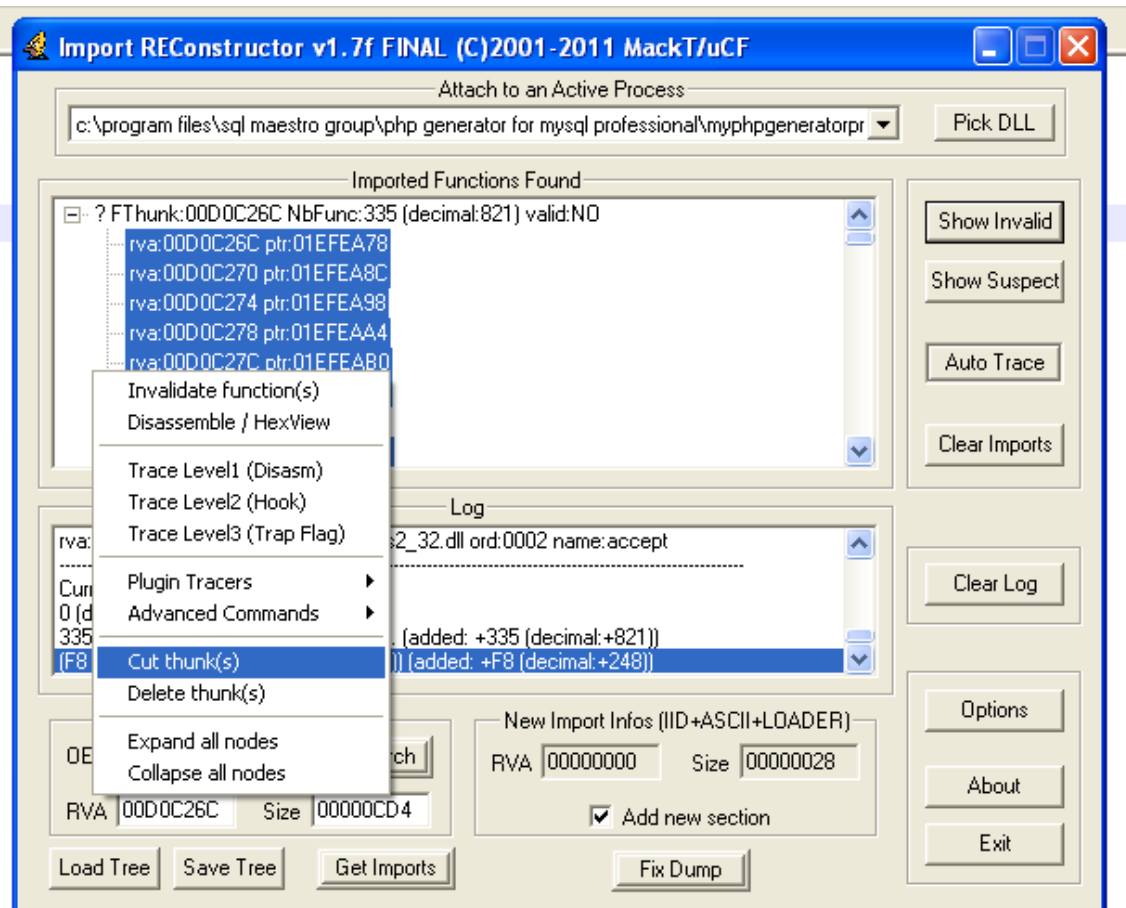 Import REConstructor v1.7f FINAL (C)2001-2011 MackT/uCF
Attach to an Active Process
c:\program files\sql maestro group\php generator for mysql professional\myphpgeneratorpr
Pick DLL
Imported Functions Found
? FThunk:00D0C26C NbFunc:335 (decimal:821) valid:NO
rva:00D0C26C ptr:01EFEA78
rva:00D0C270 ptr:01EFEA8C
rva:00D0C274 ptr:01EFEA98
rva:00D0C278 ptr:01EFEAA4
rva:00D0C27C ptr:01EFEAB0
Show Invalid
Show Suspect
Auto Trace
Clear Imports
Invalidate function(s)
Disassemble / HexView
Trace Level1 (Disasm)
Trace Level2 (Hook)
Trace Level3 (Trap Flag)
Plugin Tracers
Advanced Commands
Cut thunk(s)
Delete thunk(s)
Expand all nodes
Collapse all nodes
Log
rva: s2_32.dll ord:0002 name:accept
Curr
0 (d
335 . (added: +335 (decimal:+821))
(F8 )) (added: +F8 (decimal:+248))
Clear Log
OE rch
RVA 00D0C26C Size 00000CD4
New Import Infos (IID+ASCII+LOADER)
RVA 00000000 Size 00000028
Add new section
Options
About
Exit
Load Tree Save Tree Get Imports Fix Dump